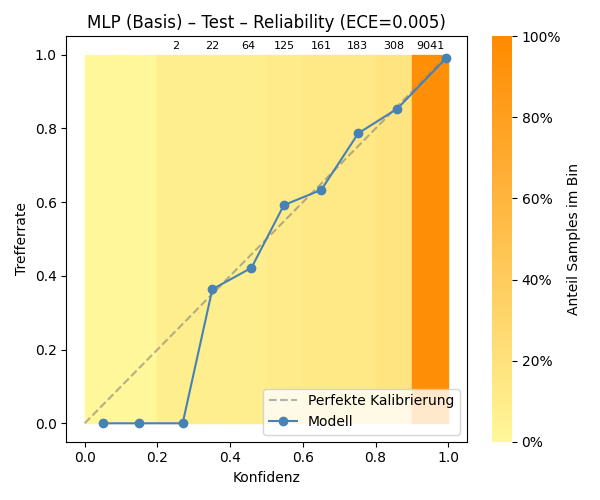 MLP (Basis) – Test – Reliability (ECE=0.005)
2 22 64 125 161 183 308 9041
1.0
0.8
0.6
0.4
0.2
0.0
Trefferrate
0.0 0.2 0.4 0.6 0.8 1.0
Konfidenz
Perfekte Kalibrierung
Modell
100%
80%
60%
40%
20%
0%
Anteil Samples im Bin